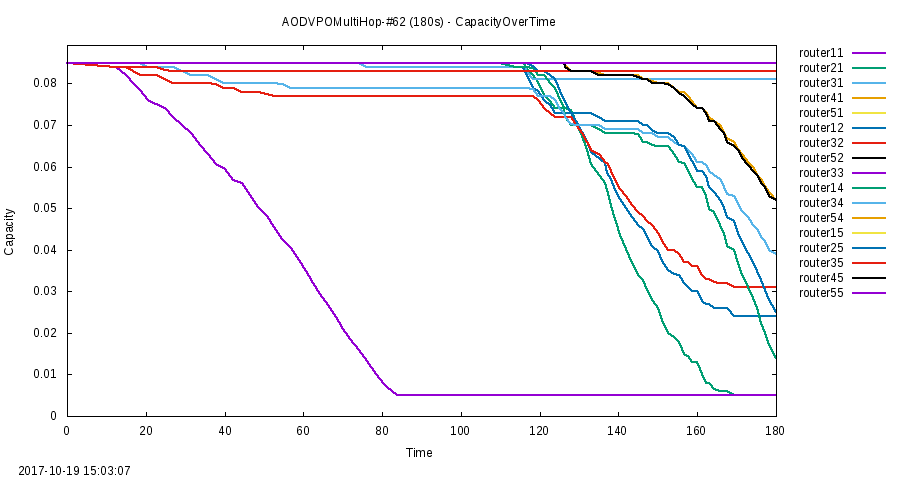 AODVPOMultiHop-#62 (180s) - CapacityOverTime
router11
router21
router31
router41
router51
router12
router32
router52
router33
router14
router34
router54
router15
router25
router35
router45
router55
Capacity
0.08
0.07
0.06
0.05
0.04
0.03
0.02
0.01
0
0 20 40 60 80 100 120 140 160 180
Time
2017-10-19 15:03:07